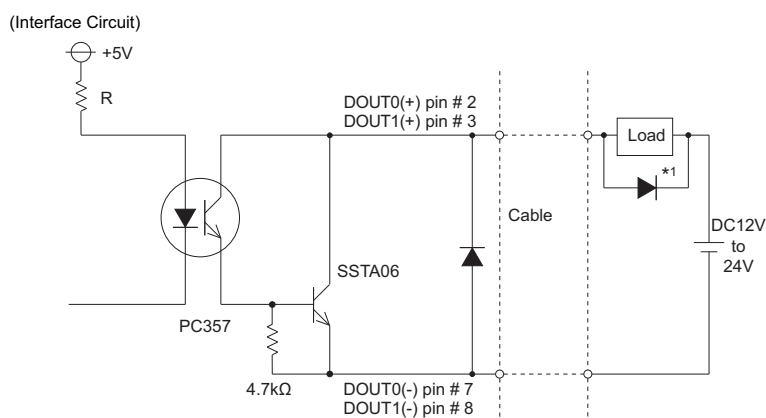 (Interface Circuit)
+5V
R
DOUT0(+) pin # 2
DOUT1(+) pin # 3
Load
*1
Cable
DC12V
to
24V
SSTA06
PC357
4.7kΩ
DOUT0(-) pin # 7
DOUT1(-) pin # 8